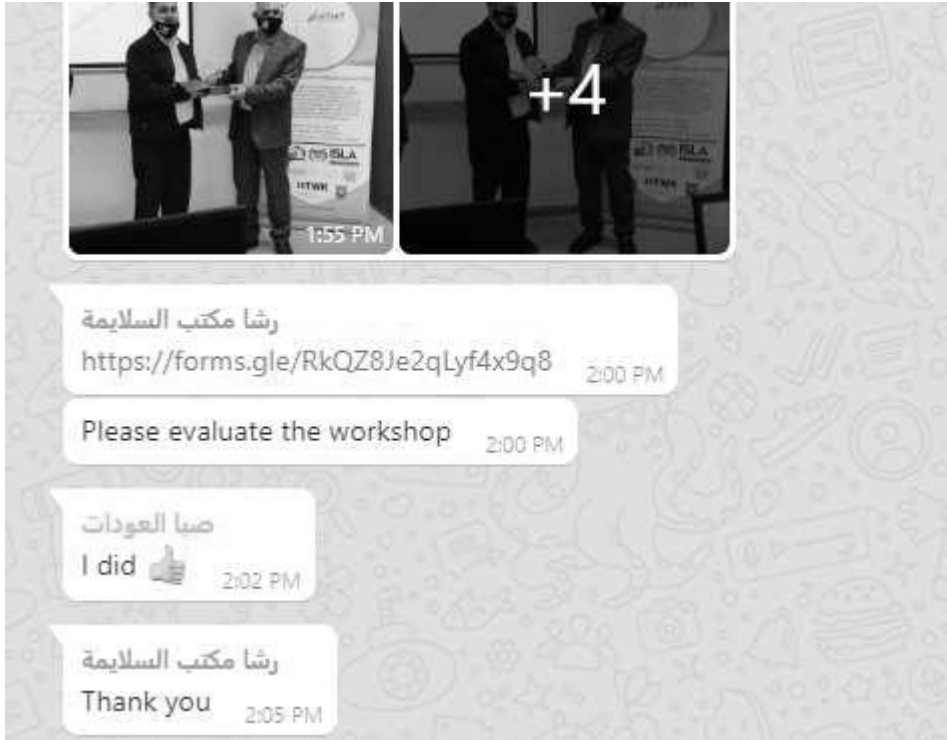 +4
ISLA
1:55 PM
رشا مكتب السلايمة
https://forms.gle/RkQZ8Je2qLyf4x9q8
2:00 PM
Please evaluate the workshop
2:00 PM
صبا العودات
I did 👍
2:02 PM
رشا مكتب السلايمة
Thank you
2:05 PM